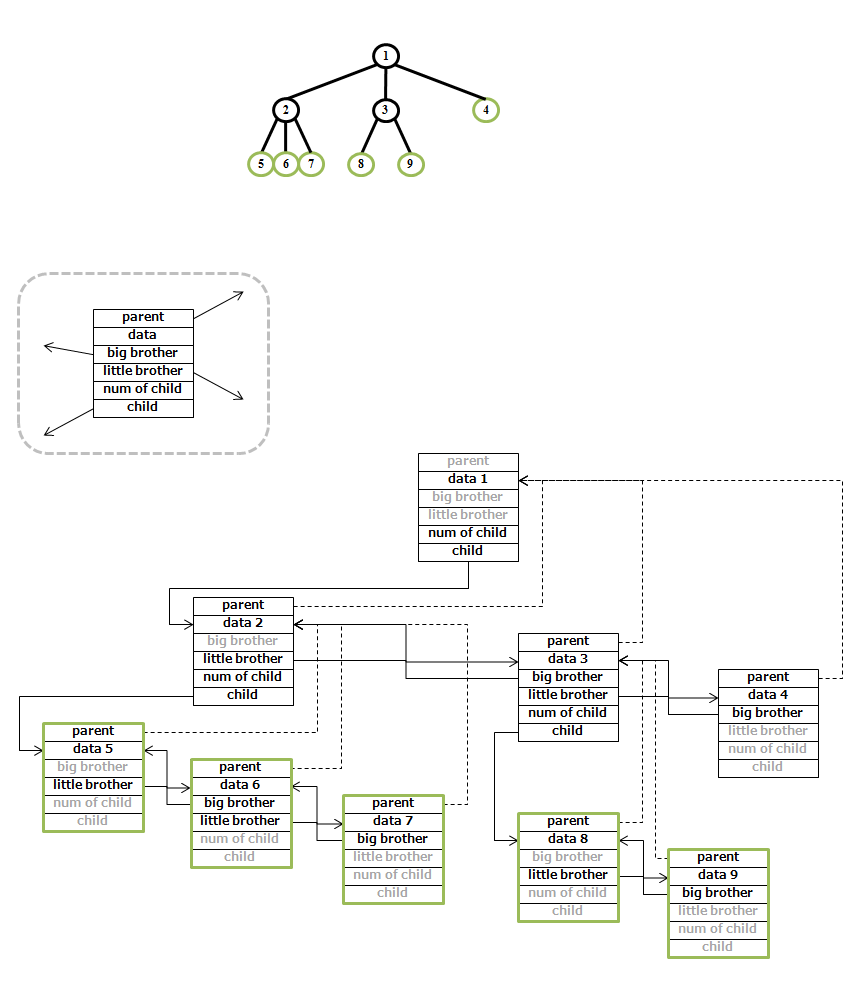 1
2
3
4
5
6
7
8
9
parent
data
big brother
little brother
num of child
child
parent
data 1
big brother
little brother
num of child
child
parent
data 2
big brother
little brother
num of child
child
parent
data 3
big brother
little brother
num of child
child
parent
data 4
big brother
little brother
num of child
child
parent
data 5
big brother
little brother
num of child
child
parent
data 6
big brother
little brother
num of child
child
parent
data 7
big brother
little brother
num of child
child
parent
data 8
big brother
little brother
num of child
child
parent
data 9
big brother
little brother
num of child
child